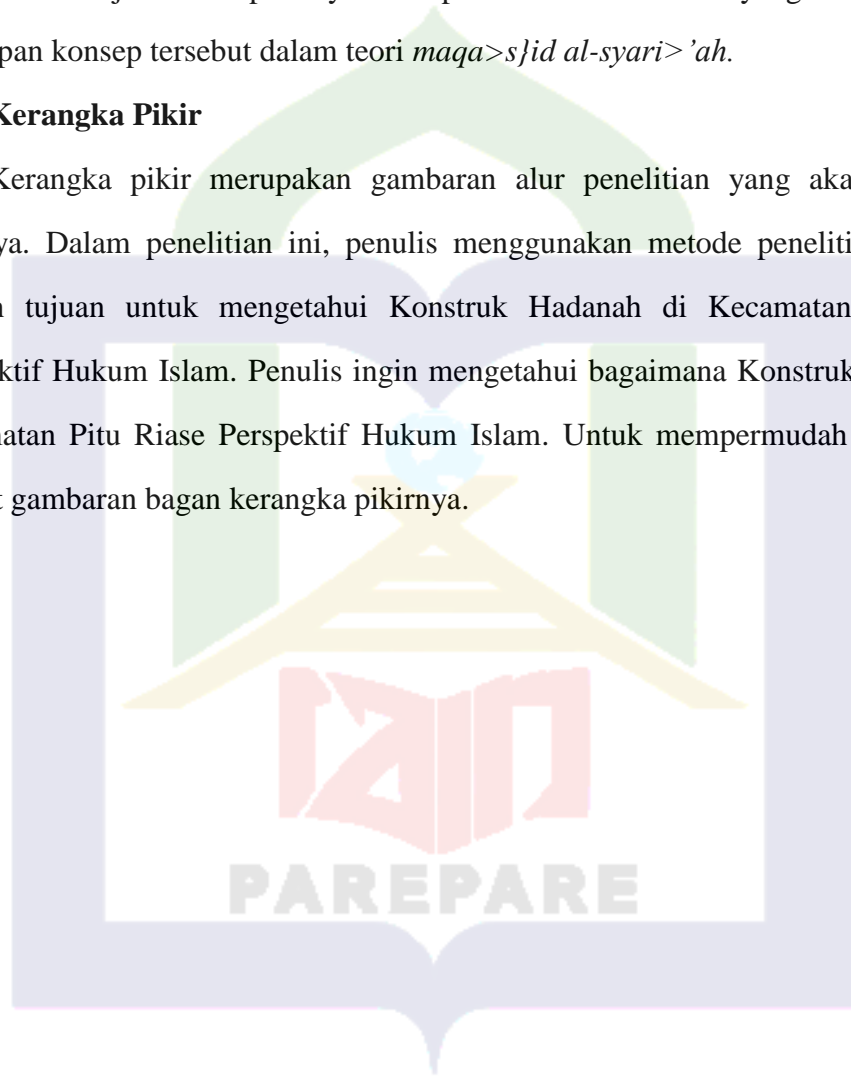 pan konsep tersebut dalam teori maqa>s}id al-syari>’ah.
Kerangka Pikir
Kerangka pikir merupakan gambaran alur penelitian yang aka
ya. Dalam penelitian ini, penulis menggunakan metode peneliti
tujuan untuk mengetahui Konstruk Hadanah di Kecamatan
ktif Hukum Islam. Penulis ingin mengetahui bagaimana Konstruk
matan Pitu Riase Perspektif Hukum Islam. Untuk mempermudah
gambaran bagan kerangka pikirnya.
PAREPARE